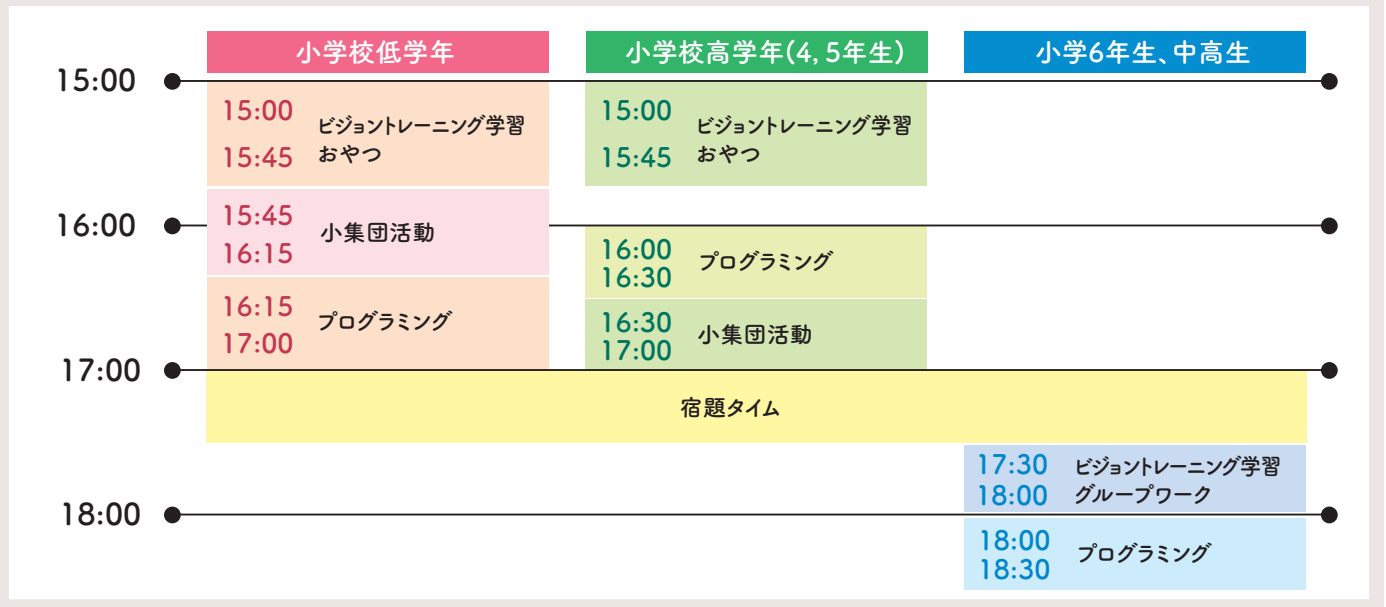 小学校低学年
小学校高学年(4, 5年生)
小学6年生、中高生
15:00
15:00
15:45
ビジョントレーニング学習
おやつ
15:00
15:45
ビジョントレーニング学習
おやつ
15:45
16:15
小集団活動
16:00
16:00
16:30
プログラミング
16:15
17:00
プログラミング
16:30
17:00
小集団活動
17:00
宿題タイム
17:30
18:00
ビジョントレーニング学習
グループワーク
18:00
18:00
18:30
プログラミング